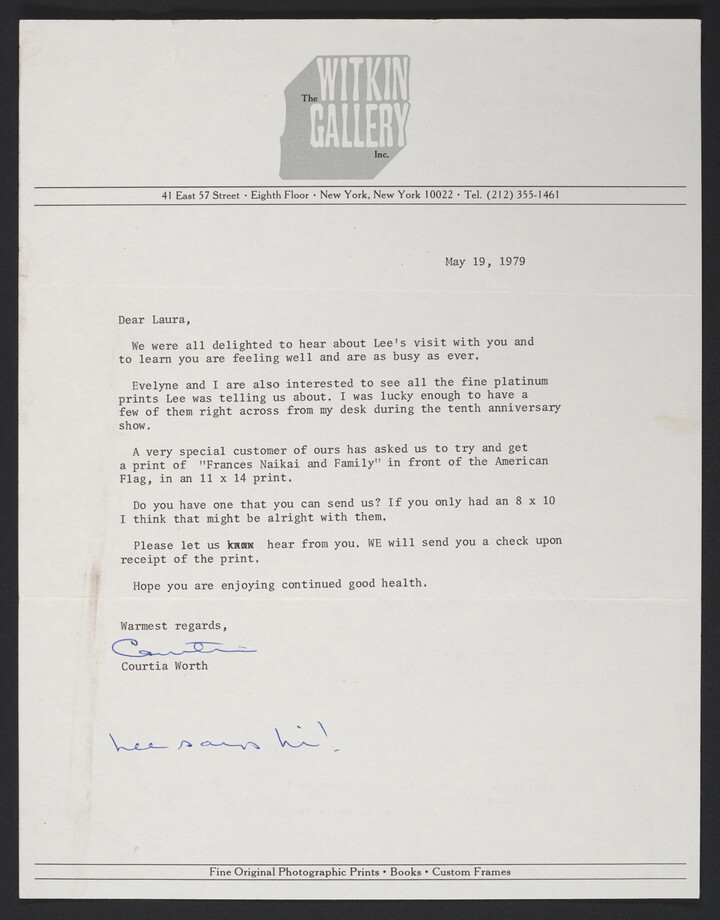 The WITKIN
GALLERY
Inc.
41 East 57 Street • Eighth Floor • New York, New York 10022 • Tel. (212) 355-1461
May 19, 1979
Dear Laura,
We were all delighted to hear about Lee's visit with you and
to learn you are feeling well and are as busy as ever.
Evelyne and I are also interested to see all the fine platinum
prints Lee was telling us about. I was lucky enough to have a
few of them right across from my desk during the tenth anniversary
show.
A very special customer of ours has asked us to try and get
a print of "Frances Naikai and Family" in front of the American
Flag, in an 11 x 14 print.
Do you have one that you can send us? If you only had an 8 x 10
I think that might be alright with them.
Please let us hear from you. WE will send you a check upon
receipt of the print.
Hope you are enjoying continued good health.
Warmest regards,
Courtia
Courtia Worth
Lee says hi!
Fine Original Photographic Prints • Books • Custom Frames